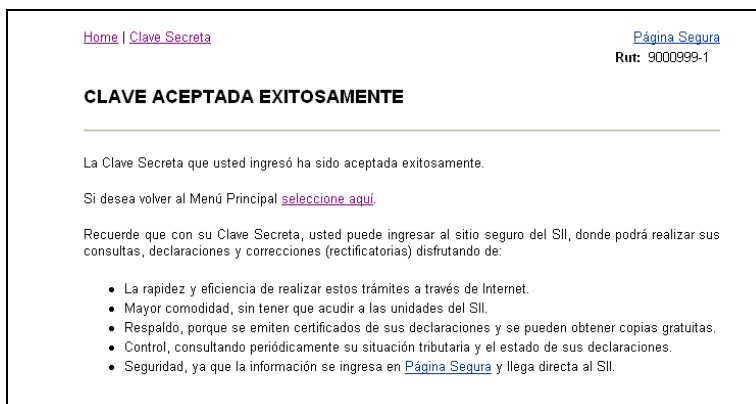 Home | Clave Secreta
Página Segura
Rut: 9000999-1
CLAVE ACEPTADA EXITOSAMENTE
La Clave Secreta que usted ingresó ha sido aceptada exitosamente.
Si desea volver al Menú Principal seleccione aquí.
Recuerde que con su Clave Secreta, usted puede ingresar al sitio seguro del SII, donde podrá realizar sus
consultas, declaraciones y correcciones (rectificatorias) disfrutando de:
• La rapidez y eficiencia de realizar estos trámites a través de Internet.
• Mayor comodidad, sin tener que acudir a las unidades del SII.
• Respaldo, porque se emiten certificados de sus declaraciones y se pueden obtener copias gratuitas.
• Control, consultando periódicamente su situación tributaria y el estado de sus declaraciones.
• Seguridad, ya que la información se ingresa en Página Segura y llega directa al SII.